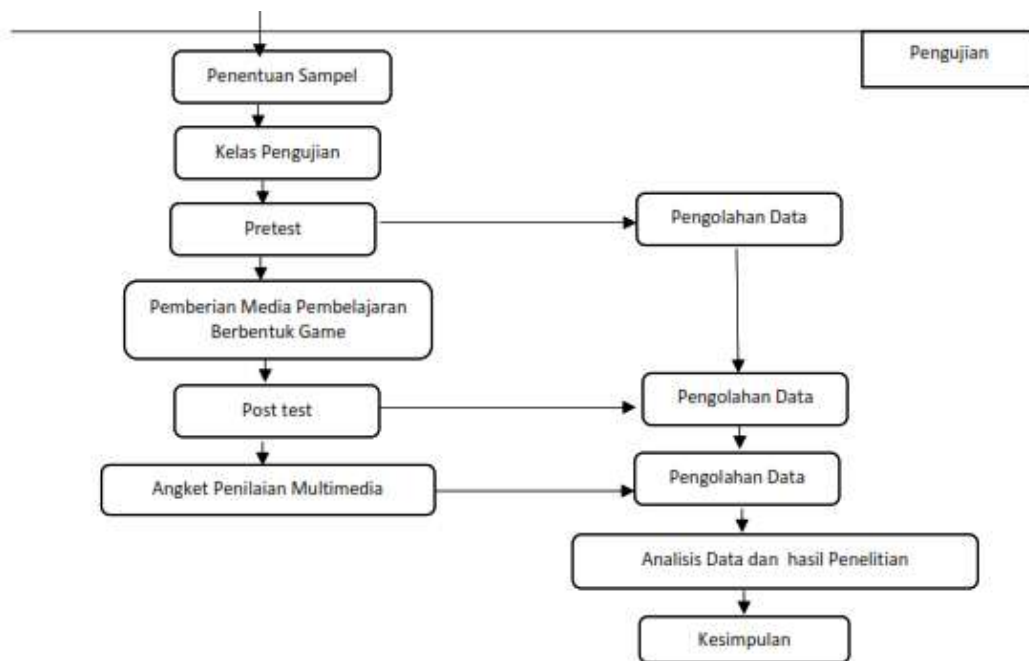 Pengujian
Penentuan Sampel
Kelas Pengujian
Pretest
Pengolahan Data
Pemberian Media Pembelajaran
Berbentuk Game
Post test
Pengolahan Data
Angket Penilaian Multimedia
Pengolahan Data
Analisis Data dan hasil Penelitian
Kesimpulan